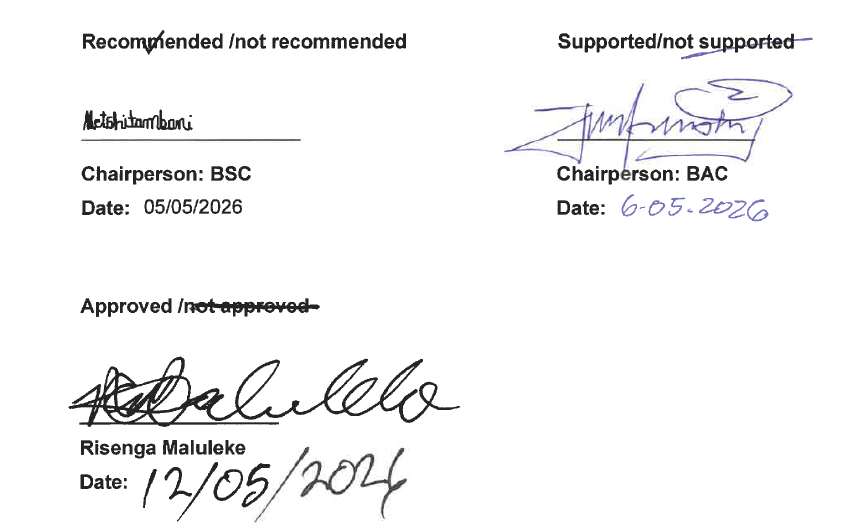 Recommended /not recommended
Supported/not supported
Netshitambani
Chairperson: BSC
Chairperson: BAC
Date: 05/05/2026
Date: 6-05-2026
Approved /not approved
Risenga Maluleke
Date: 12/05/2026